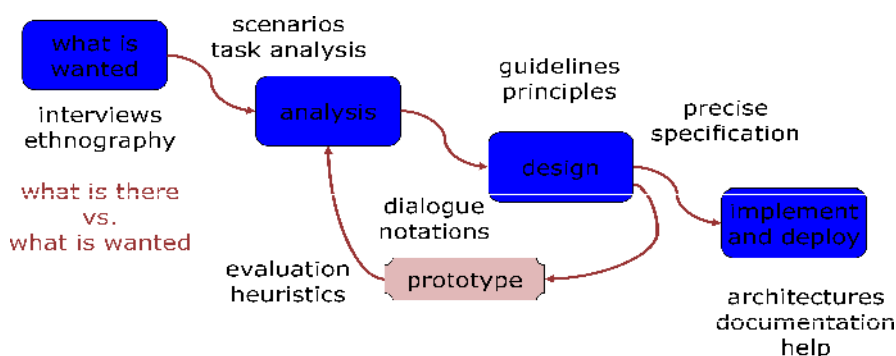 what is
wanted
scenarios
task analysis
interviews
ethnography
what is there
vs.
what is wanted
analysis
guidelines
principles
design
precise
specification
dialogue
notations
evaluation
heuristics
prototype
implement
and deploy
architectures
documentation
help